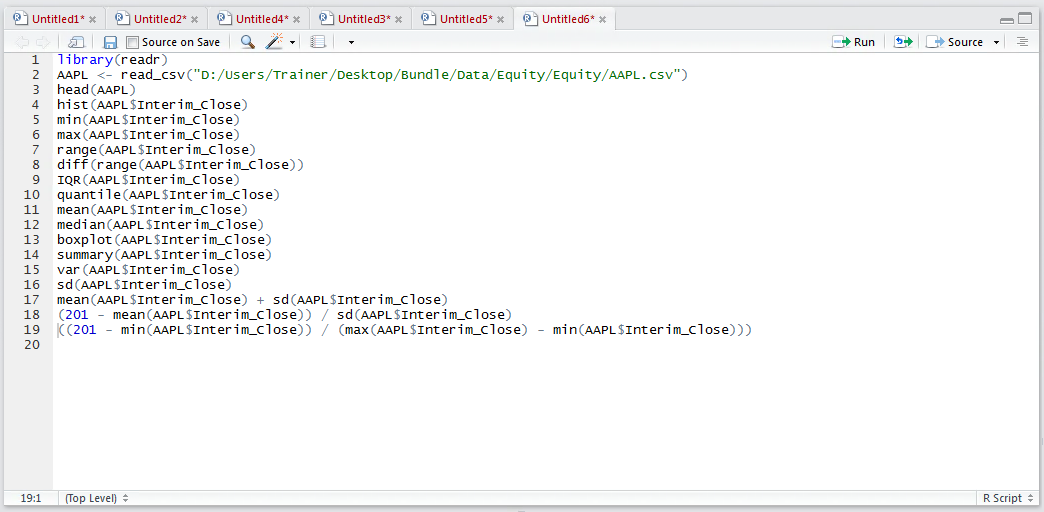 Untitled1* Untitled2* Untitled4* Untitled3* Untitled5* Untitled6*
Source on Save Run Source
1 library(readr)
2 AAPL <- read_csv("D:/Users/Trainer/Desktop/Bundle/Data/Equity/Equity/AAPL.csv")
3 head(AAPL)
4 hist(AAPL$Interim_Close)
5 min(AAPL$Interim_Close)
6 max(AAPL$Interim_Close)
7 range(AAPL$Interim_Close)
8 diff(range(AAPL$Interim_Close))
9 IQR(AAPL$Interim_Close)
10 quantile(AAPL$Interim_Close)
11 mean(AAPL$Interim_Close)
12 median(AAPL$Interim_Close)
13 boxplot(AAPL$Interim_Close)
14 summary(AAPL$Interim_Close)
15 var(AAPL$Interim_Close)
16 sd(AAPL$Interim_Close)
17 mean(AAPL$Interim_Close) + sd(AAPL$Interim_Close)
18 (201 - mean(AAPL$Interim_Close)) / sd(AAPL$Interim_Close)
19 ((201 - min(AAPL$Interim_Close)) / (max(AAPL$Interim_Close) - min(AAPL$Interim_Close)))
20
19:1 (Top Level) R Script